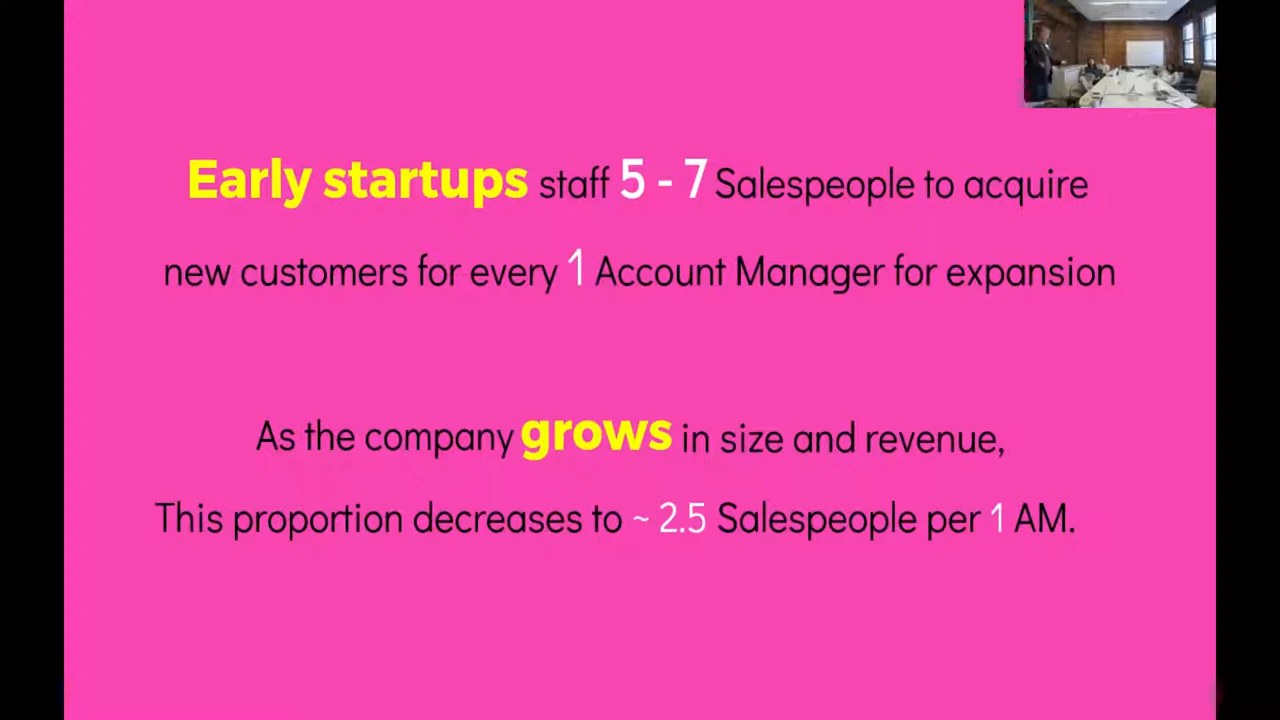 Early startups staff 5 - 7 Salespeople to acquire
new customers for every 1 Account Manager for expansion
As the company grows in size and revenue,
This proportion decreases to ~ 2.5 Salespeople per 1 AM.